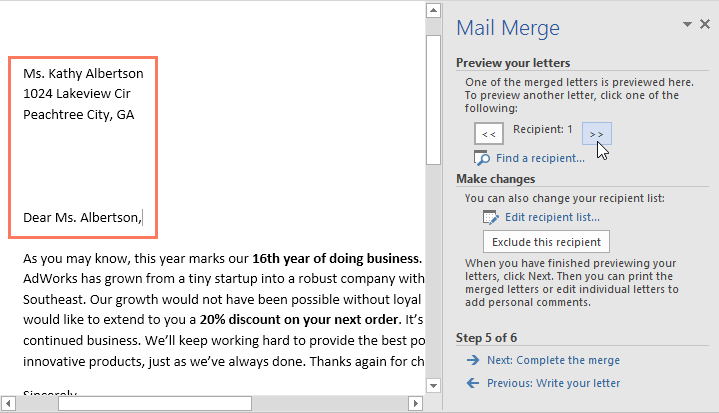 Ms. Kathy Albertson
1024 Lakeview Cir
Peachtree City, GA
Dear Ms. Albertson,
As you may know, this year marks our 16th year of doing business.
AdWorks has grown from a tiny startup into a robust company with
Southeast. Our growth would not have been possible without loyal
would like to extend to you a 20% discount on your next order. It's
continued business. We'll keep working hard to provide the best po
innovative products, just as we've always done. Thanks again for ch
Sincerely
Mail Merge
Preview your letters
One of the merged letters is previewed here.
To preview another letter, click one of the
following:
<< Recipient: 1 >>
Find a recipient...
Make changes
You can also change your recipient list:
Edit recipient list...
Exclude this recipient
When you have finished previewing your
letters, click Next. Then you can print the
merged letters or edit individual letters to
add personal comments.
Step 5 of 6
Next: Complete the merge
Previous: Write your letter